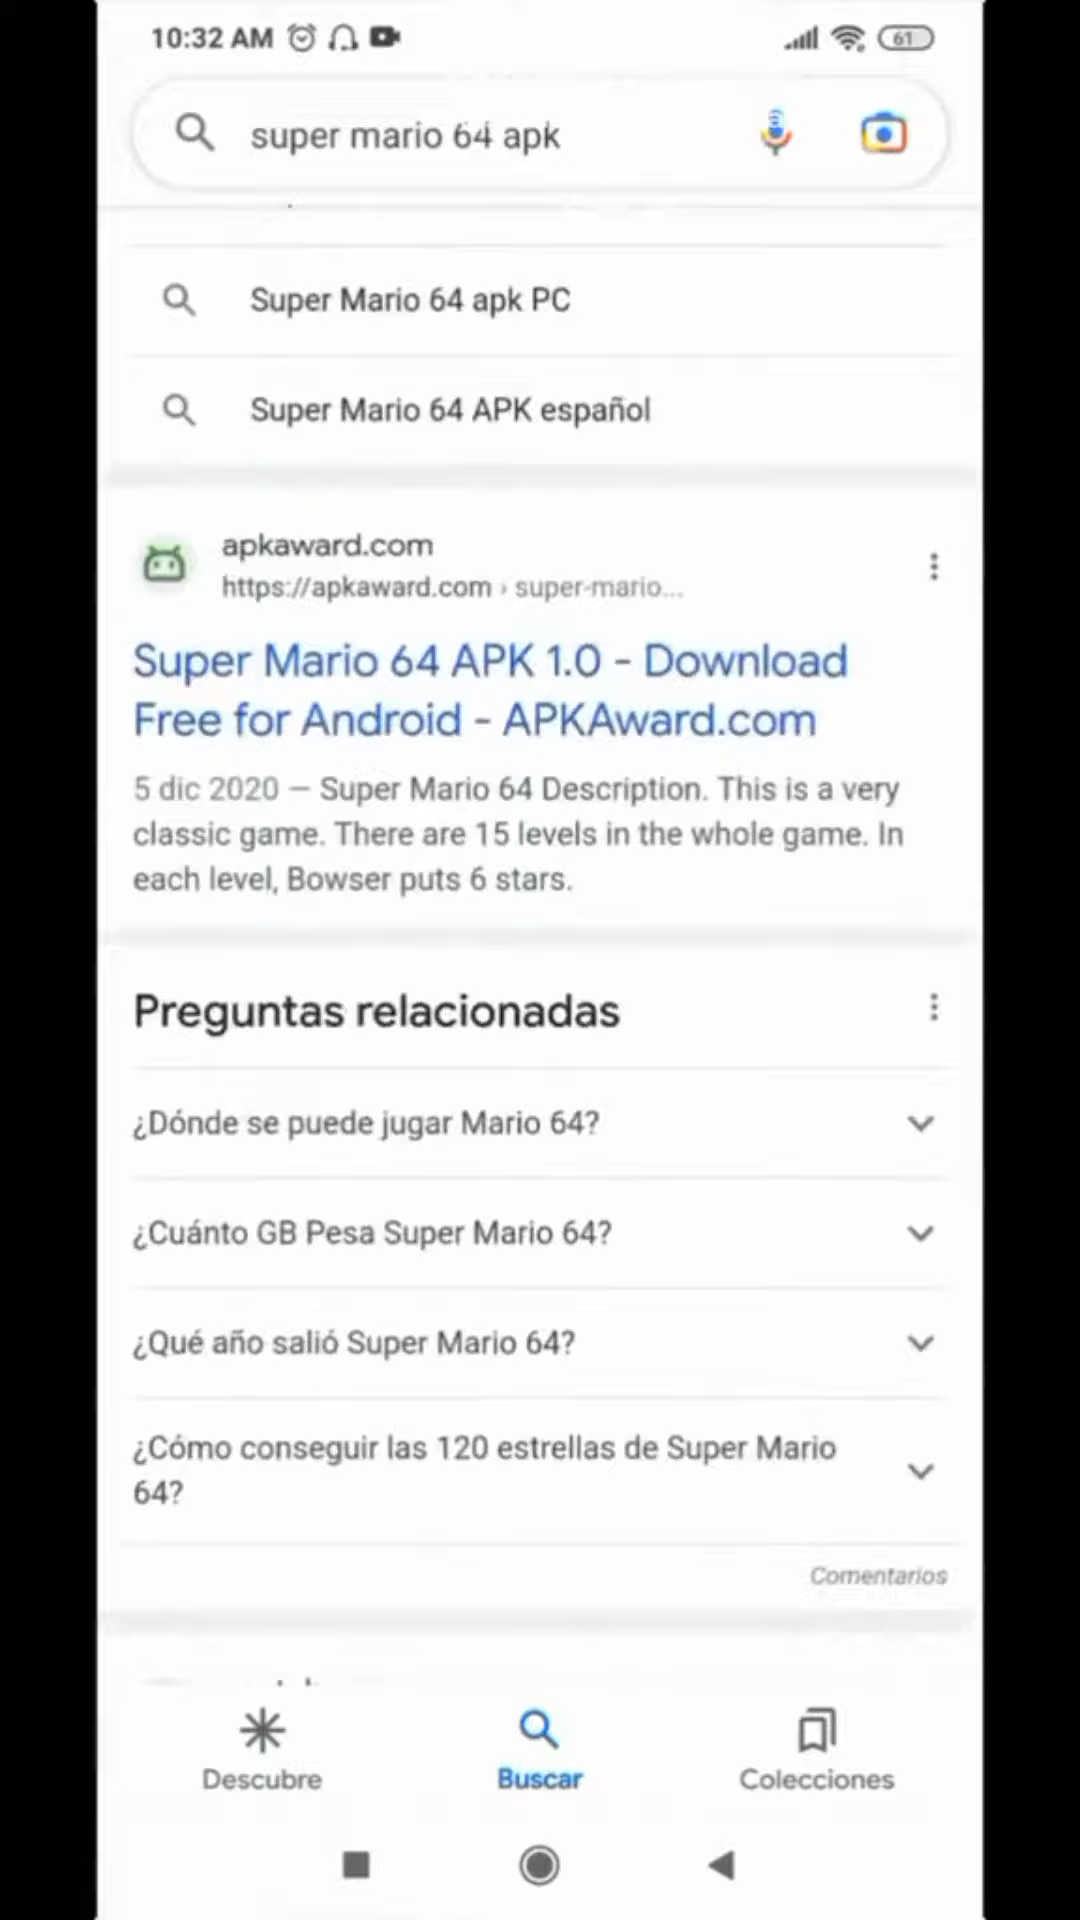 10:32 AM
61
super mario 64 apk
Super Mario 64 apk PC
Super Mario 64 APK español
apkaward.com
https://apkaward.com › super-mario...
Super Mario 64 APK 1.0 - Download
Free for Android - APKAward.com
5 dic 2020 — Super Mario 64 Description. This is a very
classic game. There are 15 levels in the whole game. In
each level, Bowser puts 6 stars.
Preguntas relacionadas
¿Dónde se puede jugar Mario 64?
¿Cuánto GB Pesa Super Mario 64?
¿Qué año salió Super Mario 64?
¿Cómo conseguir las 120 estrellas de Super Mario
64?
Comentarios
Descubre
Buscar
Colecciones